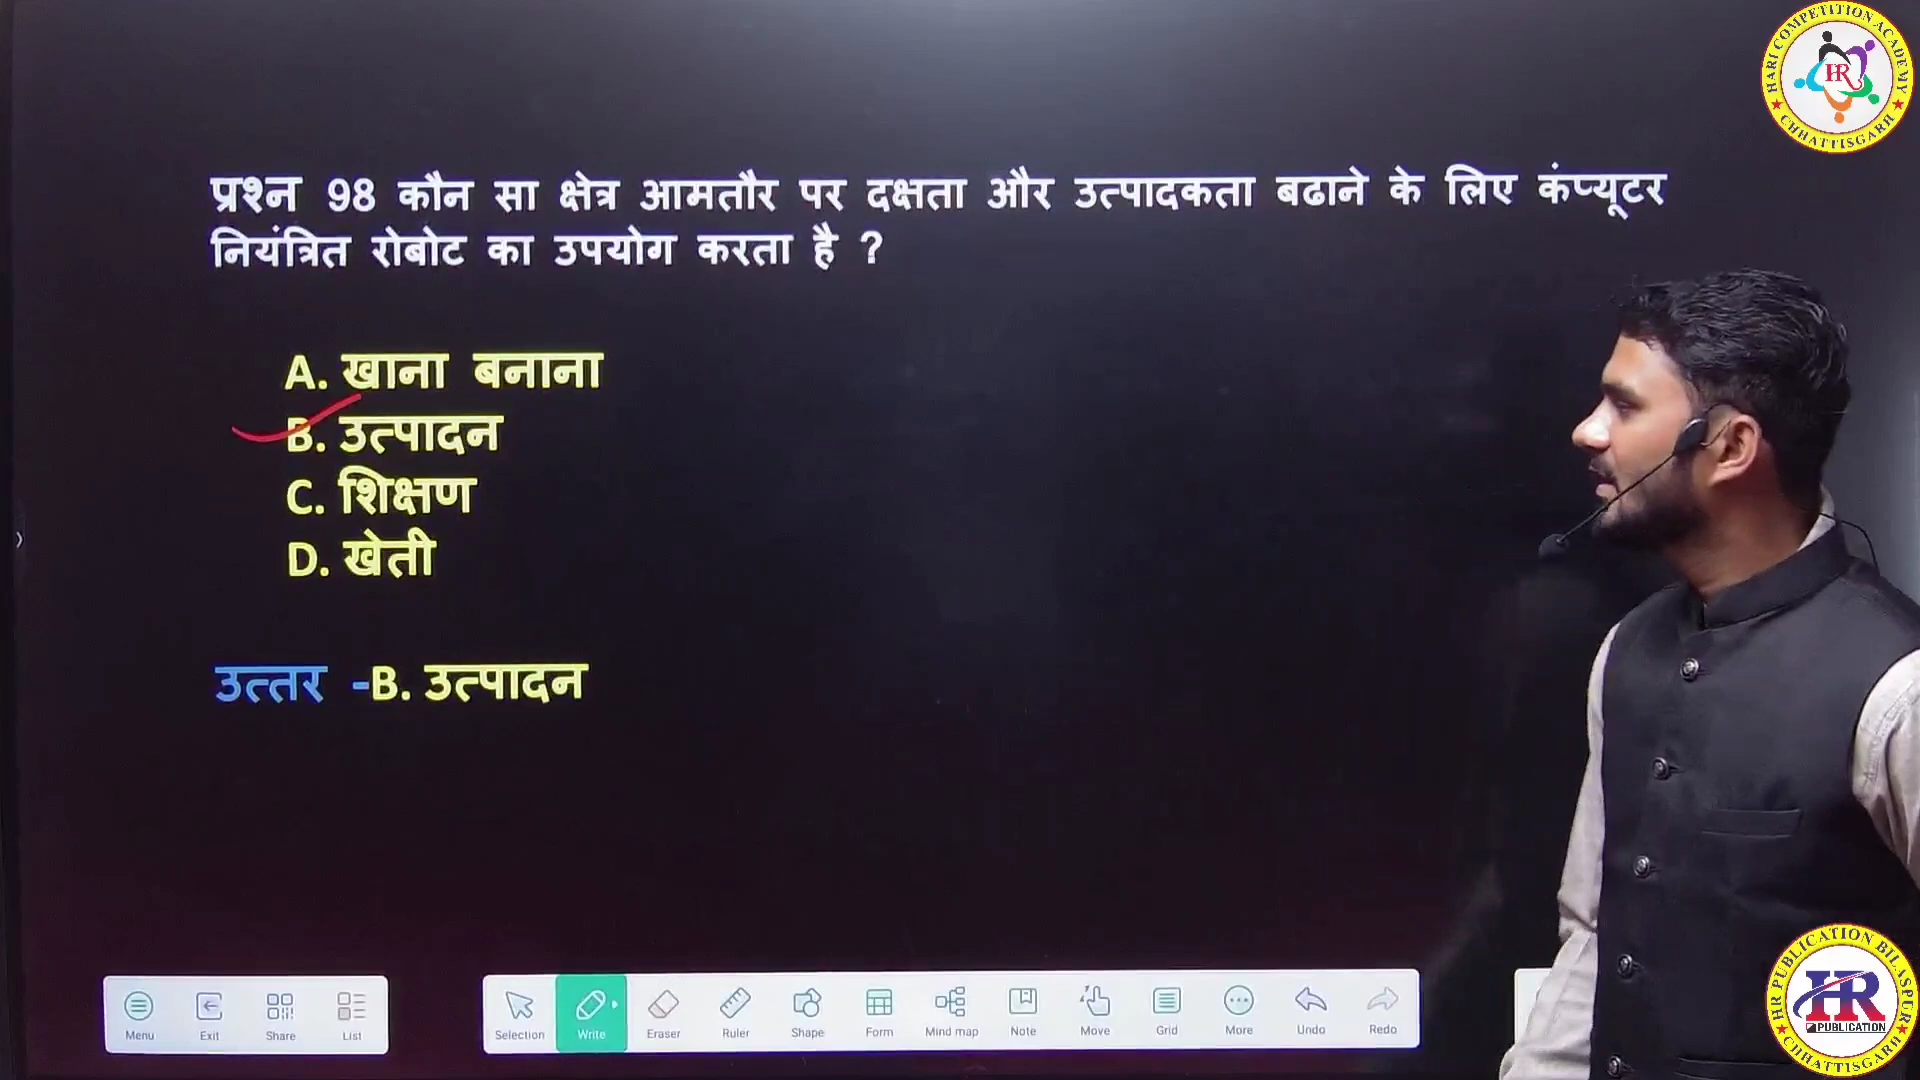 HARI COMPETITION ACADEMY
HR
CHHATTISGARH
प्रश्न 98 कौन सा क्षेत्र आमतौर पर दक्षता और उत्पादकता बढाने के लिए कंप्यूटर
नियंत्रित रोबोट का उपयोग करता है ?
A. खाना बनाना
B. उत्पादन
C. शिक्षण
D. खेती
उत्तर -B. उत्पादन
Menu Exit Share List
Selection Write Eraser Ruler Shape Form Mind map Note Move Grid More Undo Redo
HR PUBLICATION BILASPUR
HR
PUBLICATION
CHHATTISGARH